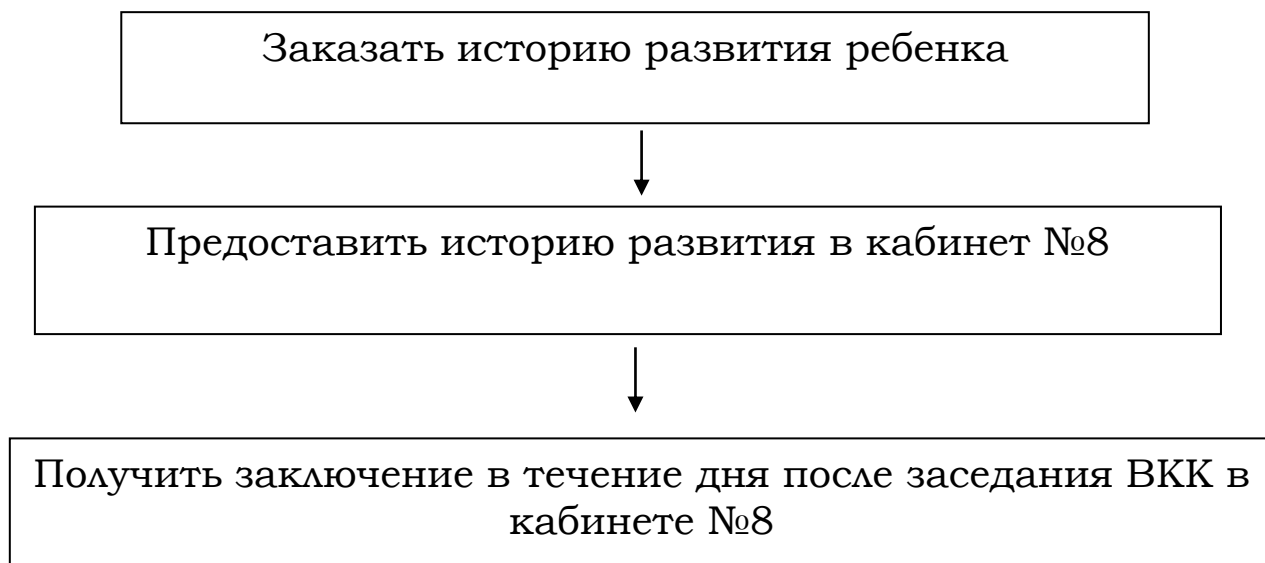 Заказать историю развития ребенка
Предоставить историю развития в кабинет №8
Получить заключение в течение дня после заседания ВКК в
кабинете №8